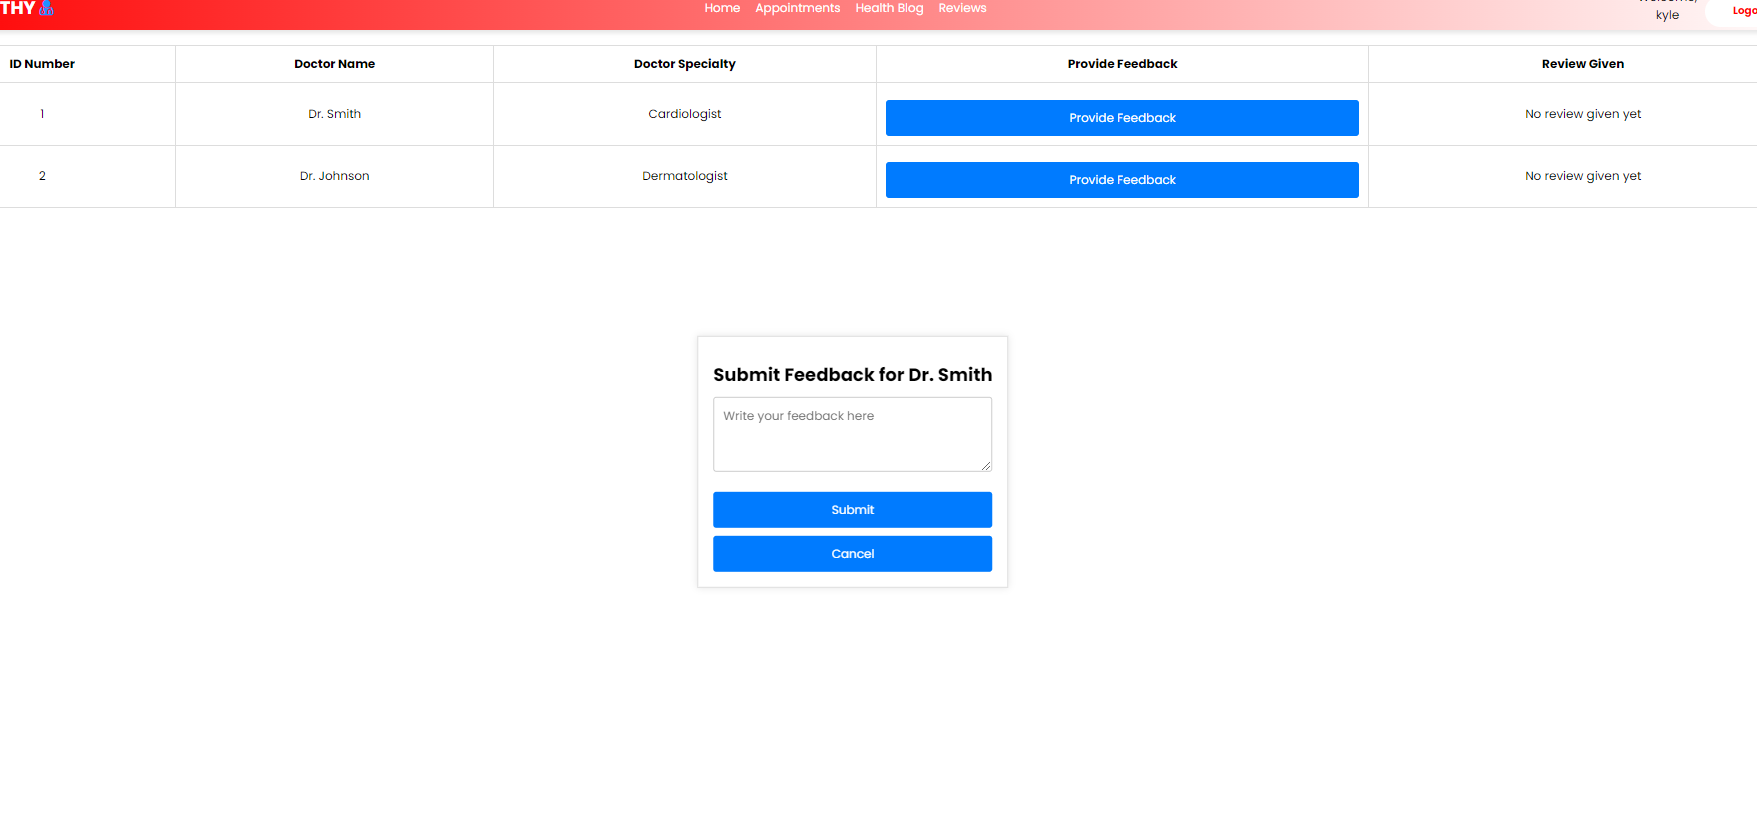 THY
Home Appointments Health Blog Reviews
kyle
ID Number Doctor Name Doctor Specialty Provide Feedback Review Given
1 Dr. Smith Cardiologist Provide Feedback No review given yet
2 Dr. Johnson Dermatologist Provide Feedback No review given yet
Submit Feedback for Dr. Smith
Write your feedback here
Submit
Cancel